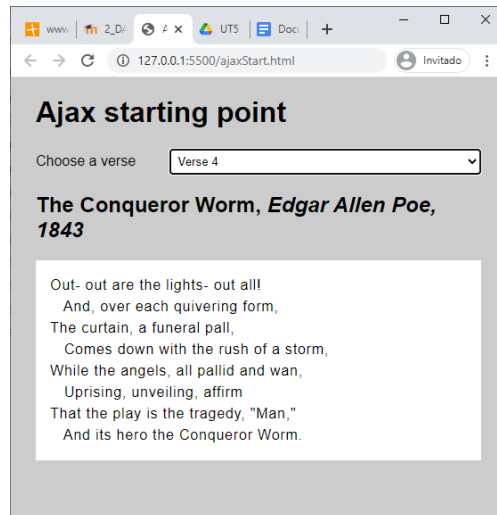 www
2_D/
A
UT5
Doc
127.0.0.1:5500/ajaxStart.html
Invitado
Ajax starting point
Choose a verse
Verse 4
The Conqueror Worm, Edgar Allen Poe,
1843
Out- out are the lights- out all!
And, over each quivering form,
The curtain, a funeral pall,
Comes down with the rush of a storm,
While the angels, all pallid and wan,
Uprising, unveiling, affirm
That the play is the tragedy, "Man,"
And its hero the Conqueror Worm.